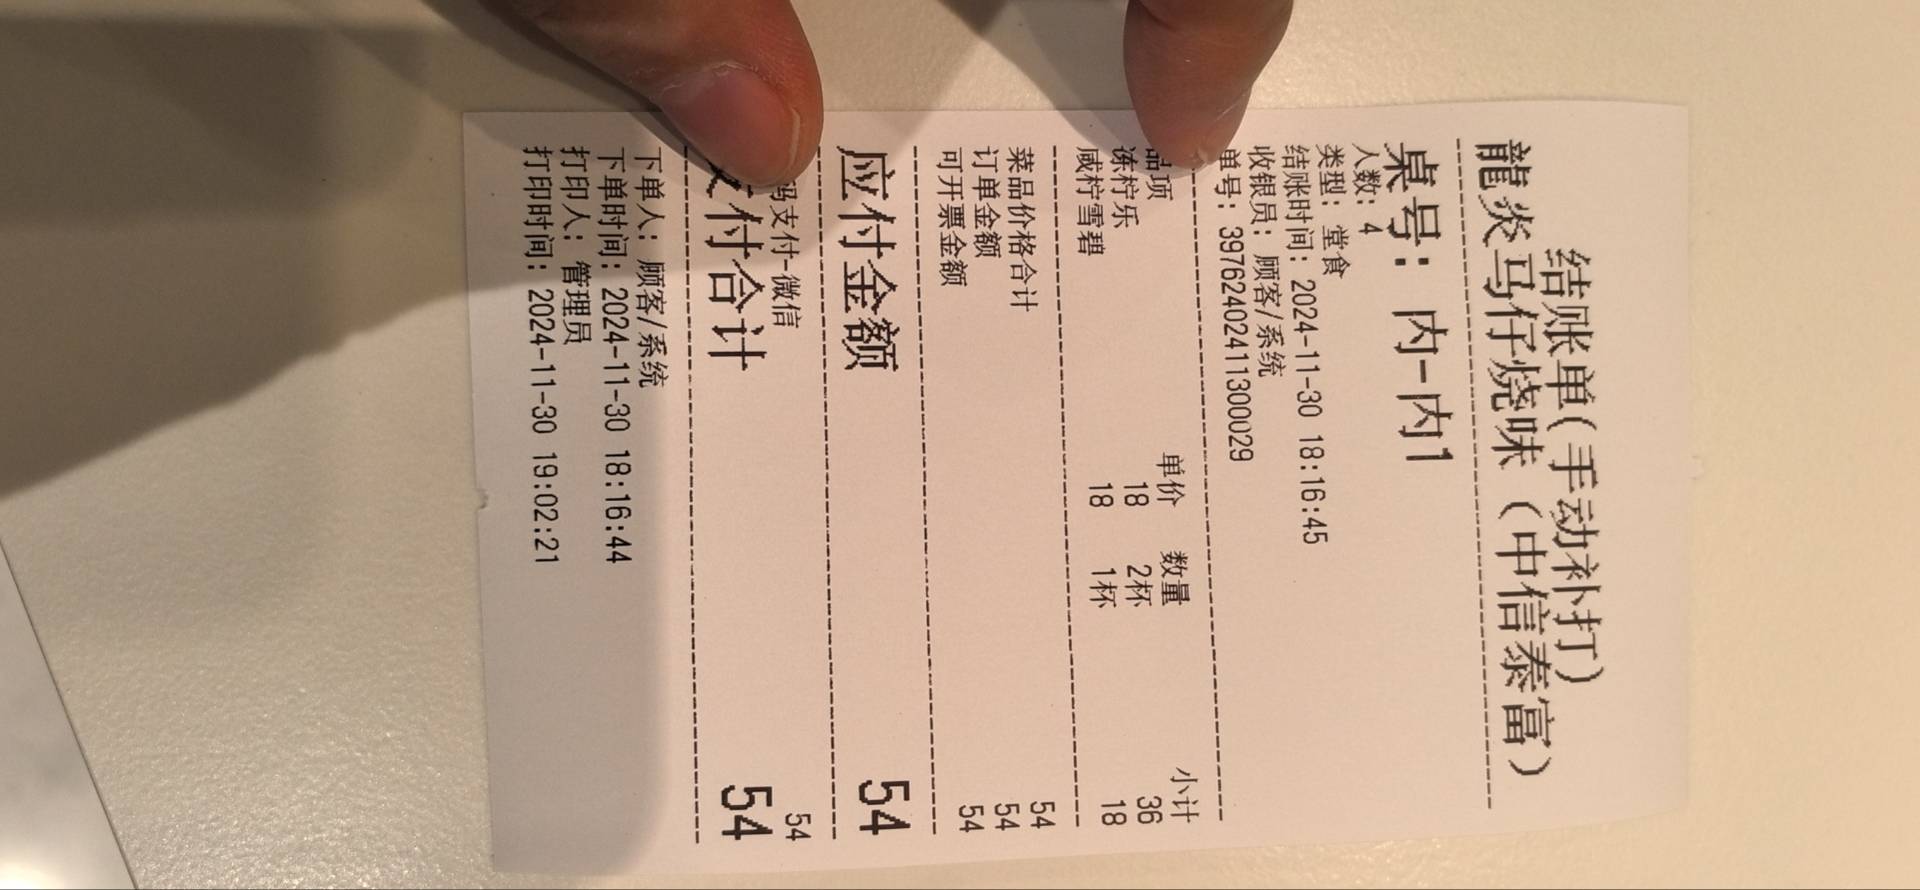 结账单(手动补打)
龍炎马仔烧味（中信泰富）
桌号: 内-内1
人数: 4
类型: 堂食
结账时间: 2024-11-30 18:16:45
收银员: 顾客/系统
单号: 3976240241130029
品项 单价 数量 小计
冻柠乐 18 2杯 36
咸柠雪碧 18 1杯 18
菜品价格合计 54
订单金额 54
可开票金额 54
应付金额 54
码支付-微信 54
支付合计 54
下单人: 顾客/系统
下单时间: 2024-11-30 18:16:44
打印人: 管理员
打印时间: 2024-11-30 19:02:21